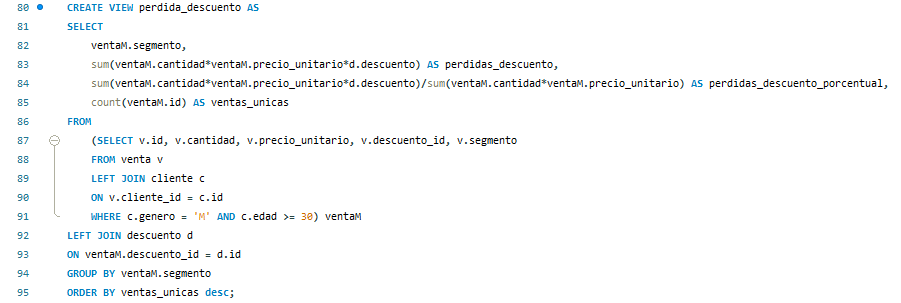 80 CREATE VIEW perdida_descuento AS
81 SELECT
82 ventaM.segmento,
83 sum(ventaM.cantidad*ventaM.precio_unitario*d.descuento) AS perdidas_descuento,
84 sum(ventaM.cantidad*ventaM.precio_unitario*d.descuento)/sum(ventaM.cantidad*ventaM.precio_unitario) AS perdidas_descuento_porcentual,
85 count(ventaM.id) AS ventas_unicas
86 FROM
87 (SELECT v.id, v.cantidad, v.precio_unitario, v.descuento_id, v.segmento
88 FROM venta v
89 LEFT JOIN cliente c
90 ON v.cliente_id = c.id
91 WHERE c.genero = 'M' AND c.edad >= 30) ventaM
92 LEFT JOIN descuento d
93 ON ventaM.descuento_id = d.id
94 GROUP BY ventaM.segmento
95 ORDER BY ventas_unicas desc;